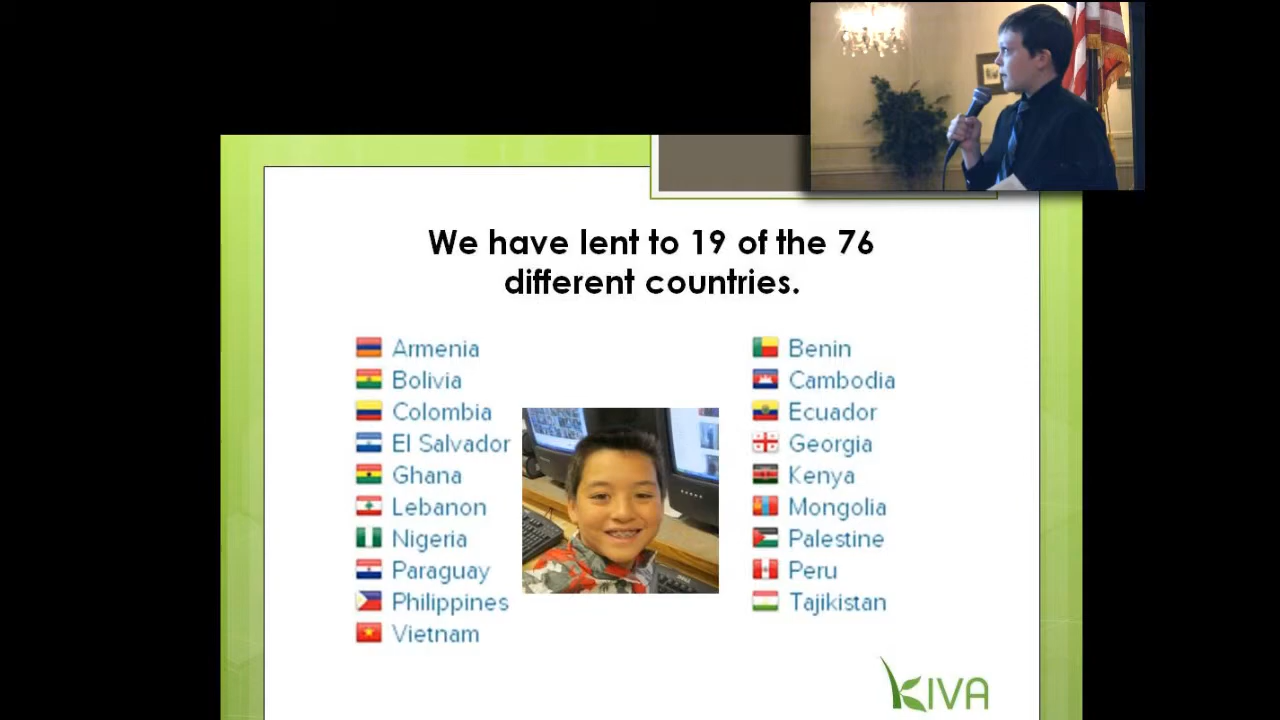 We have lent to 19 of the 76
different countries.
Armenia
Bolivia
Colombia
El Salvador
Ghana
Lebanon
Nigeria
Paraguay
Philippines
Vietnam
Benin
Cambodia
Ecuador
Georgia
Kenya
Mongolia
Palestine
Peru
Tajikistan
KIVA